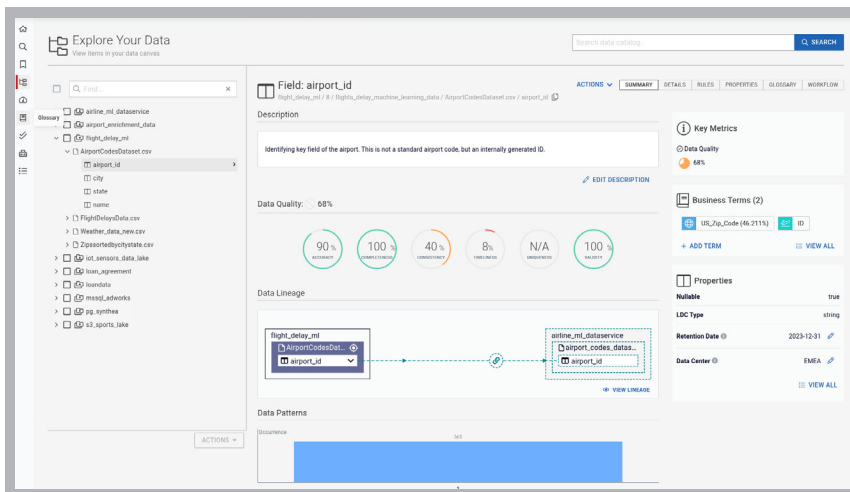 Explore Your Data
View items in your data canvas
Search data catalog...
SEARCH
Find...
Glossary
airline_ml_dataservice
airport_enrichment_data
flight_delay_ml
AirportCodesDataset.csv
airport_id
city
state
name
FlightDelaysData.csv
Weather_data_new.csv
Zipssortedbycitystate.csv
iot_sensors_data_lake
loan_agreement
loandata
mssql_adworks
pg_synthea
s3_sports_lake
ACTIONS
Field: airport_id
flight_delay_ml / 8 / flights_delay_machine_learning_data / AirportCodesDataset.csv / airport_id
ACTIONS SUMMARY DETAILS RULES PROPERTIES GLOSSARY WORKFLOW
Description
Identifying key field of the airport. This is not a standard airport code, but an internally generated ID.
EDIT DESCRIPTION
Data Quality: 68%
90 % 100 % 40 % 8% N/A 100 %
ACCURACY COMPLETENESS CONSISTENCY TIMELINESS UNIQUENESS VALIDITY
Data Lineage
flight_delay_ml
AirportCodesDat...
airport_id
airline_ml_dataservice
airport_codes_datas...
airport_id
VIEW LINEAGE
Data Patterns
Occurrence
Key Metrics
Data Quality
68%
Business Terms (2)
US_Zip_Code (46.211%) ID
+ ADD TERM VIEW ALL
Properties
Nullable true
LDC Type string
Retention Date 2023-12-31
Data Center EMEA
VIEW ALL